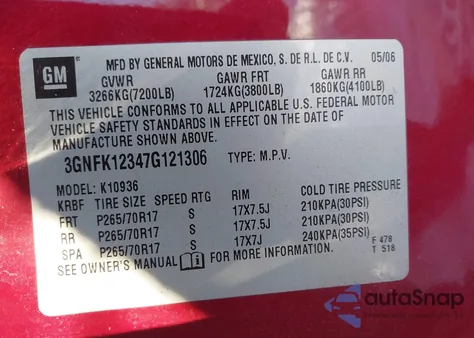 GM
MFD BY GENERAL MOTORS DE MEXICO, S. DE R.L. DE C.V. 05/06
GVWR GAWR FRT GAWR RR
3266KG(7200LB) 1724KG(3800LB) 1860KG(4100LB)
THIS VEHICLE CONFORMS TO ALL APPLICABLE U.S. FEDERAL MOTOR
VEHICLE SAFETY STANDARDS IN EFFECT ON THE DATE OF
MANUFACTURE SHOWN ABOVE.
3GNFK12347G121306 TYPE: M.P.V.
MODEL: K10936
KRBF TIRE SIZE SPEED RTG RIM COLD TIRE PRESSURE
FRT P265/70R17 S 17X7.5J 210KPA(30PSI)
RR P265/70R17 S 17X7.5J 210KPA(30PSI)
SPA P265/70R17 S 17X7J 240KPA(35PSI)
SEE OWNER'S MANUAL FOR MORE INFORMATION.
F 478
T 518
autoSnap